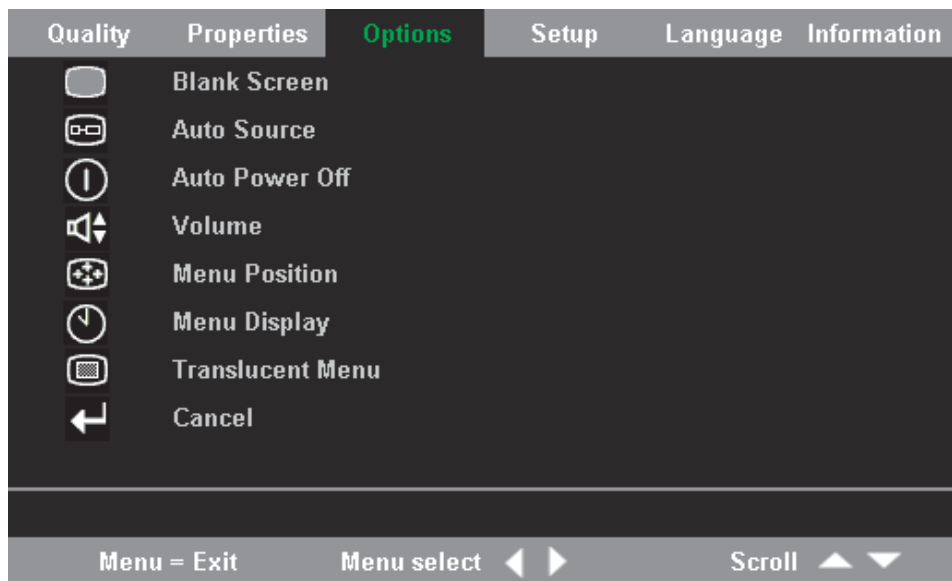 Quality Properties Options Setup Language Information
Blank Screen
Auto Source
Auto Power Off
Volume
Menu Position
Menu Display
Translucent Menu
Cancel
Menu = Exit Menu select Scroll